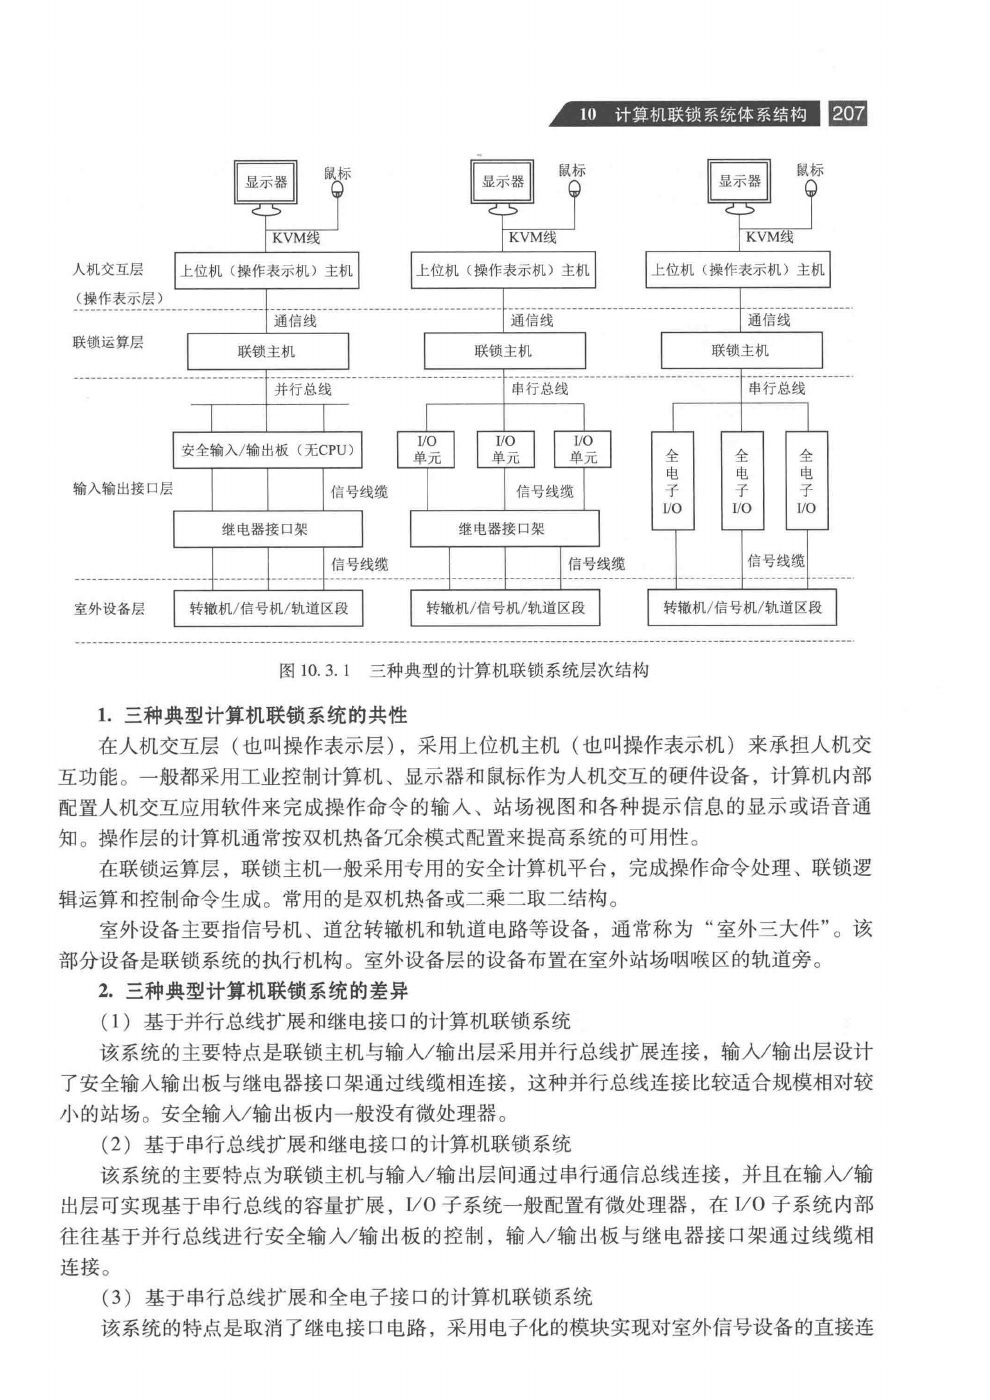 10 计算机联锁系统体系结构 207
显示器 鼠标 显示器 鼠标 显示器 鼠标
KVM线 KVM线 KVM线
人机交互层
（操作表示层）
上位机（操作表示机）主机 上位机（操作表示机）主机 上位机（操作表示机）主机
通信线 通信线 通信线
联锁运算层
联锁主机 联锁主机 联锁主机
并行总线 串行总线 串行总线
安全输入/输出板（无CPU）
I/O
单元
I/O
单元
I/O
单元
全电子I/O
全电子I/O
全电子I/O
输入输出接口层
信号线缆 信号线缆
继电器接口架 继电器接口架
信号线缆 信号线缆 信号线缆
室外设备层
转辙机/信号机/轨道区段 转辙机/信号机/轨道区段 转辙机/信号机/轨道区段
图 10.3.1 三种典型的计算机联锁系统层次结构
1. 三种典型计算机联锁系统的共性
在人机交互层（也叫操作表示层），采用上位机主机（也叫操作表示机）来承担人机交
互功能。一般都采用工业控制计算机、显示器和鼠标作为人机交互的硬件设备，计算机内部
配置人机交互应用软件来完成操作命令的输入、站场视图和各种提示信息的显示或语音通
知。操作层的计算机通常按双机热备冗余模式配置来提高系统的可用性。
在联锁运算层，联锁主机一般采用专用的安全计算机平台，完成操作命令处理、联锁逻
辑运算和控制命令生成。常用的是双机热备或二乘二取二结构。
室外设备主要指信号机、道岔转辙机和轨道电路等设备，通常称为“室外三大件”。该
部分设备是联锁系统的执行机构。室外设备层的设备布置在室外站场咽喉区的轨道旁。
2. 三种典型计算机联锁系统的差异
（1）基于并行总线扩展和继电接口的计算机联锁系统
该系统的主要特点是联锁主机与输入/输出层采用并行总线扩展连接，输入/输出层设计
了安全输入输出板与继电器接口架通过线缆相连接，这种并行总线连接比较适合规模相对较
小的站场。安全输入/输出板内一般没有微处理器。
（2）基于串行总线扩展和继电接口的计算机联锁系统
该系统的主要特点为联锁主机与输入/输出层间通过串行通信总线连接，并且在输入/输
出层可实现基于串行总线的容量扩展，I/O 子系统一般配置有微处理器，在 I/O 子系统内部
往往基于并行总线进行安全输入/输出板的控制，输入/输出板与继电器接口架通过线缆相
连接。
（3）基于串行总线扩展和全电子接口的计算机联锁系统
该系统的特点是取消了继电接口电路，采用电子化的模块实现对室外信号设备的直接连